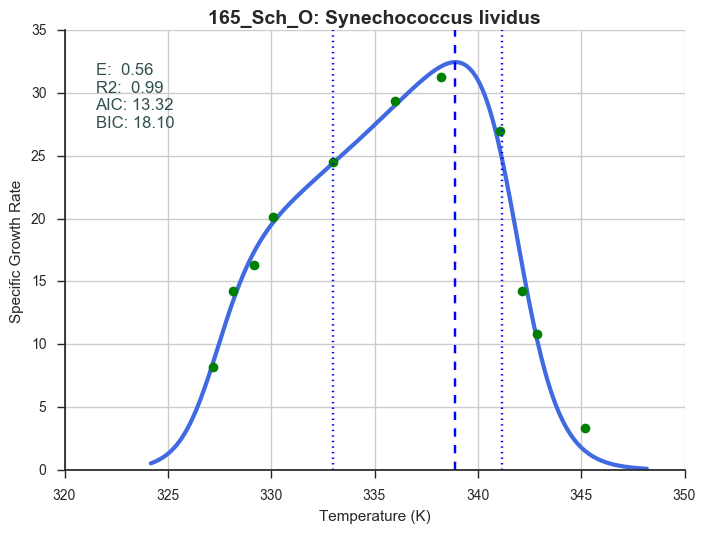 165_Sch_O: Synechococcus lividus
E:  0.56
R2:  0.99
AIC: 13.32
BIC: 18.10
35
30
25
20
15
10
5
0
Specific Growth Rate
320 325 330 335 340 345 350
Temperature (K)